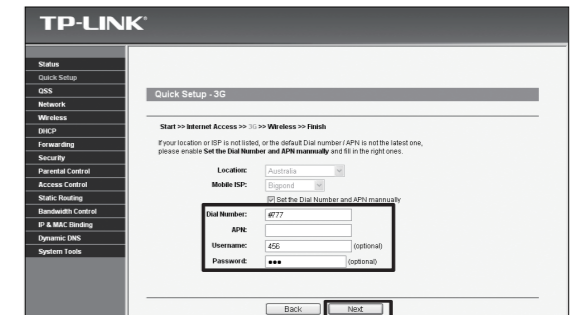 TP-LINK®
Status
Quick Setup
QSS
Network
Wireless
DHCP
Forwarding
Security
Parental Control
Access Control
Static Routing
Bandwidth Control
IP & MAC Binding
Dynamic DNS
System Tools
Quick Setup - 3G
Start >> Internet Access >> 3G >> Wireless >> Finish
If your location or ISP is not listed, or the default Dial number / APN is not the latest one,
please enable Set the Dial Number and APN mannually and fill in the right ones.
Location: Australia
Mobile ISP: Bigpond
Set the Dial Number and APN mannually
Dial Number: #777
APN:
Username: 456 (optional)
Password: ●●● (optional)
Back Next